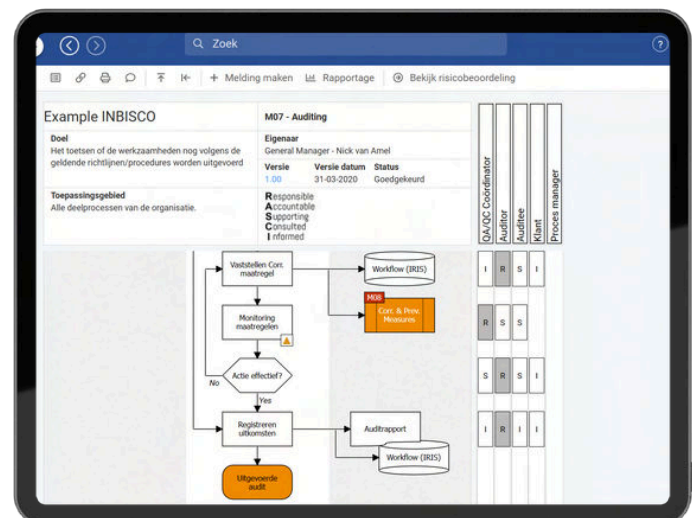 Zoek
?
+ Melding maken Rapportage Bekijk risicobeoordeling
Example INBISCO
M07 - Auditing
Doel
Het toetsen of de werkzaamheden nog volgens de
geldende richtlijnen/procedures worden uitgevoerd
Eigenaar
General Manager - Nick van Amel
Versie Versie datum Status
1.00 31-03-2020 Goedgekeurd
Toepassingsgebied
Alle deelprocessen van de organisatie.
Responsible
Accountable
Supporting
Consulted
Informed
QA/QC Coördinator
Auditor
Auditee
Klant
Proces manager
Vaststellen Corr.
maatregel
Workflow (IRIS)
I R S I
M08
Corr. & Prev.
Measures
Monitoring
maatregelen
R S S
Actie effectief?
No
Yes
S R S I
Registreren
uitkomsten
Auditrapport
Workflow (IRIS)
I R I I
Uitgevoerde
audit